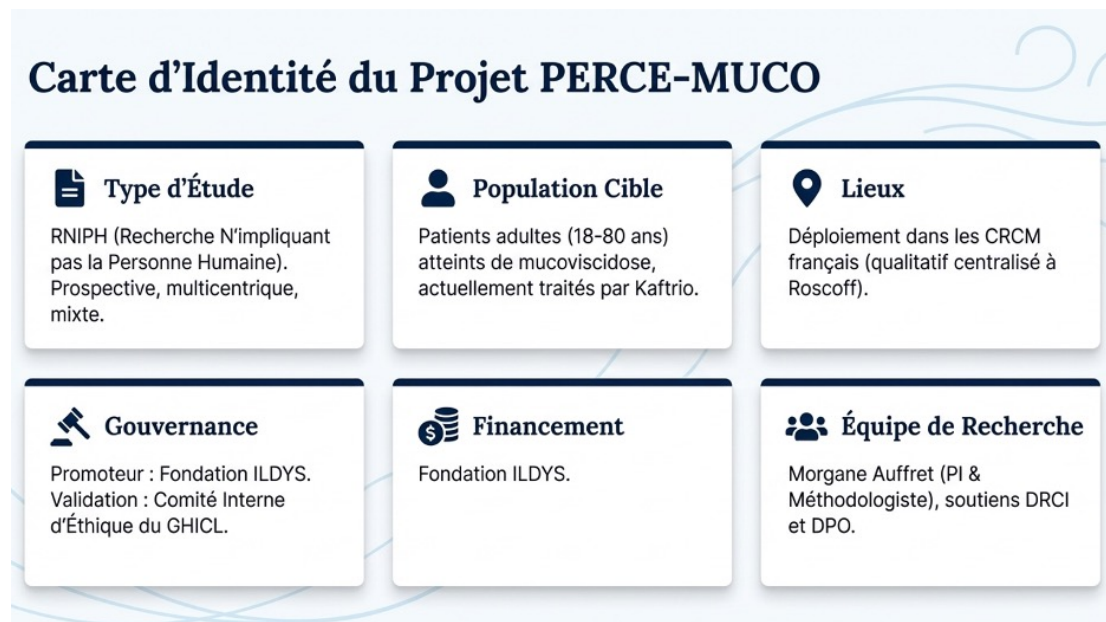 Carte d’Identité du Projet PERCE-MUCO
Type d’Étude
RNIPH (Recherche N’impliquant
pas la Personne Humaine).
Prospective, multicentrique,
mixte.
Population Cible
Patients adultes (18-80 ans)
atteints de mucoviscidose,
actuellement traités par Kaftrio.
Lieux
Déploiement dans les CRCM
français (qualitatif centralisé à
Roscoff).
Gouvernance
Promoteur : Fondation ILDYS.
Validation : Comité Interne
d’Éthique du GHICL.
Financement
Fondation ILDYS.
Équipe de Recherche
Morgane Auffret (PI &
Méthodologiste), soutiens DRCI
et DPO.